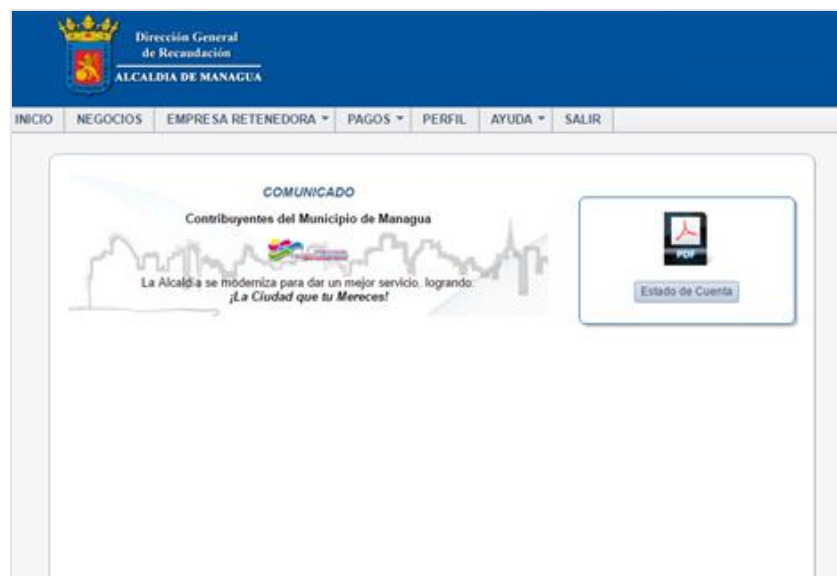 Dirección General
de Recaudación
ALCALDIA DE MANAGUA
INICIO NEGOCIOS EMPRESA RETENEDORA PAGOS PERFIL AYUDA SALIR
COMUNICADO
Contribuyentes del Municipio de Managua
La Alcaldía se moderniza para dar un mejor servicio, logrando:
¡La Ciudad que tu Mereces!
PDF
Estado de Cuenta